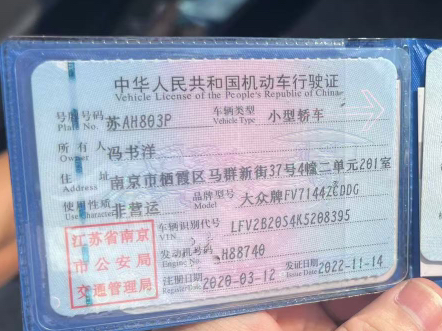 中华人民共和国机动车行驶证
Vehicle License of the People's Republic of China
号牌号码 Plate No. 苏AH803P 车辆类型 Vehicle Type 小型轿车
所有人 Owner 冯书洋
住址 Address 南京市栖霞区马群新街37号4幢二单元201室
使用性质 Use Character 非营运 品牌型号 Model 大众牌FV7144
车辆识别代号 VIN LFV2B20S4K5208395
发动机号码 Engine No. H88740
注册日期 Register Date 2020-03-12 发证日期 Issue Date 2022-11-14
江苏省南京
市公安局
交通管理局